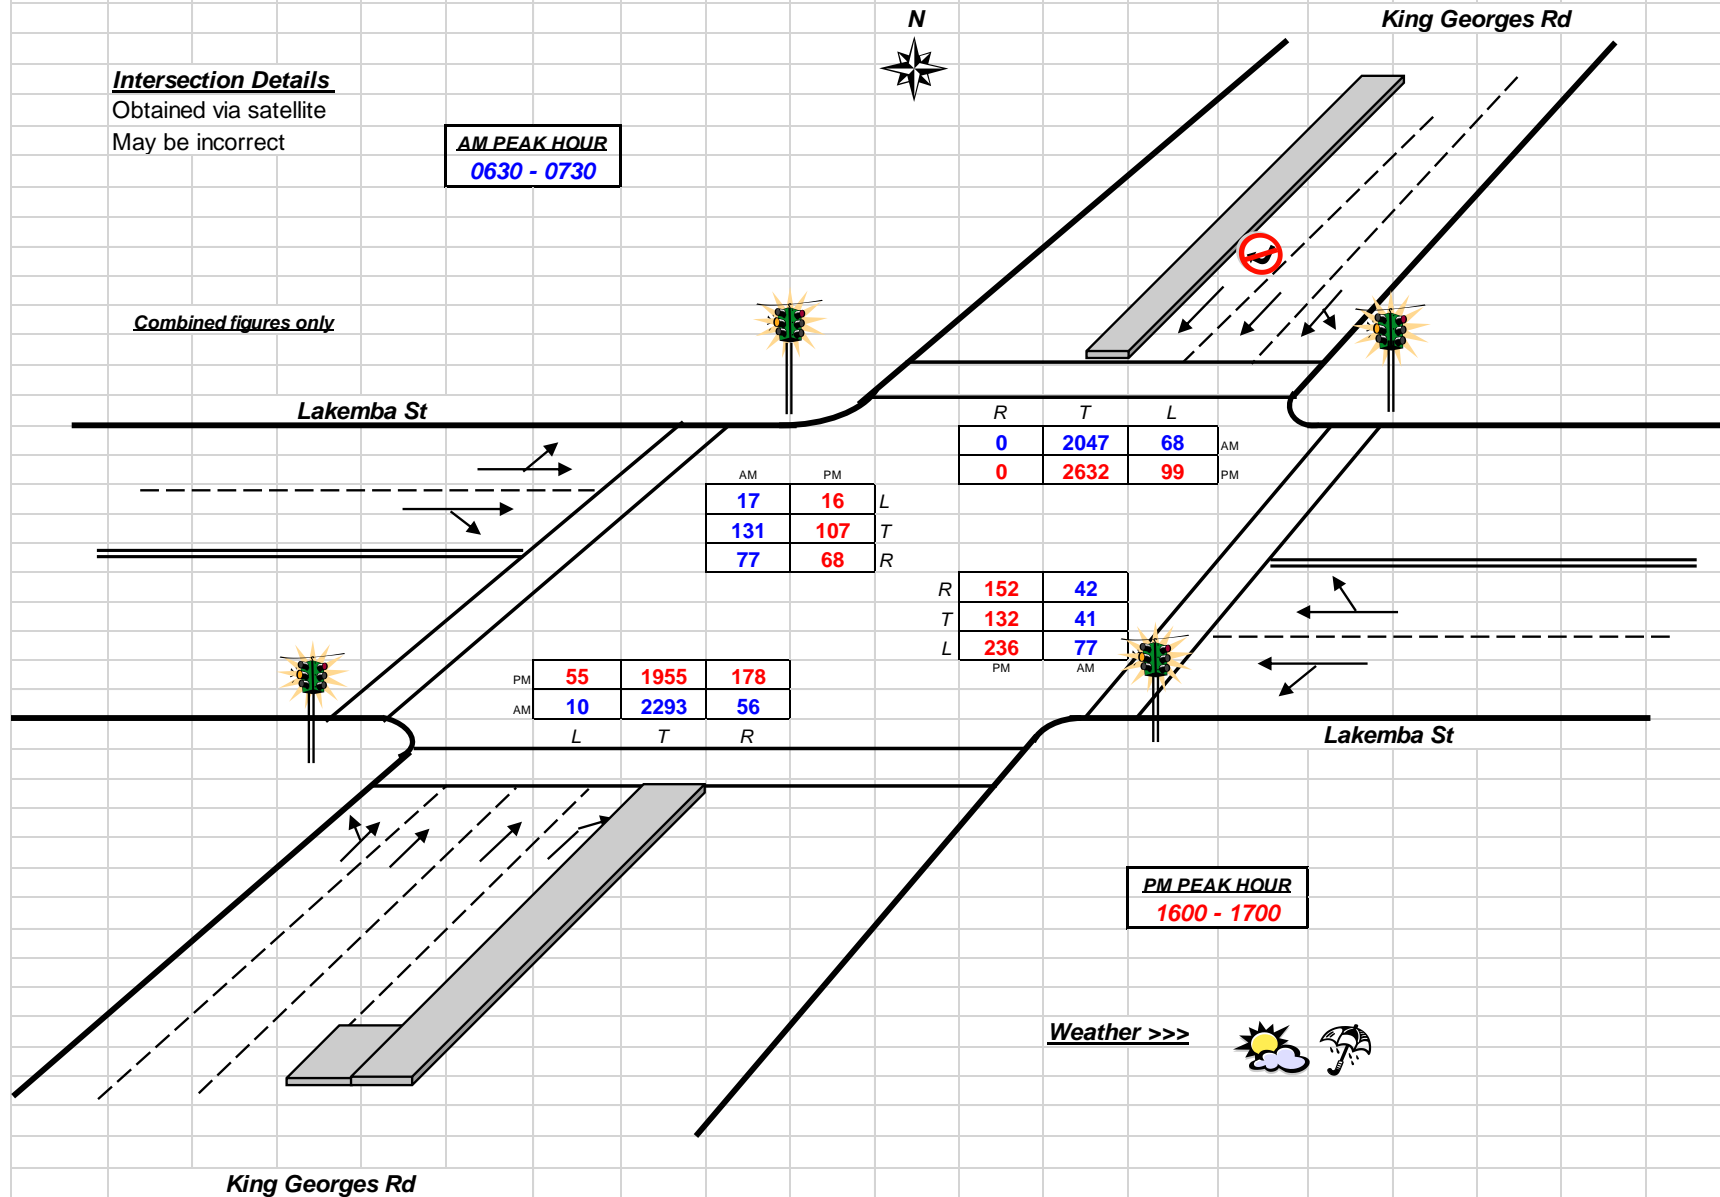 N
King Georges Rd
Intersection Details
Obtained via satellite
May be incorrect
AM PEAK HOUR
0630 - 0730
Combined figures only
Lakemba St
R T L
0 2047 68 AM
0 2632 99 PM
AM PM
17 16 L
131 107 T
77 68 R
R 152 42
T 132 41
L 236 77
PM AM
PM 55 1955 178
AM 10 2293 56
L T R
Lakemba St
PM PEAK HOUR
1600 - 1700
Weather >>>
King Georges Rd